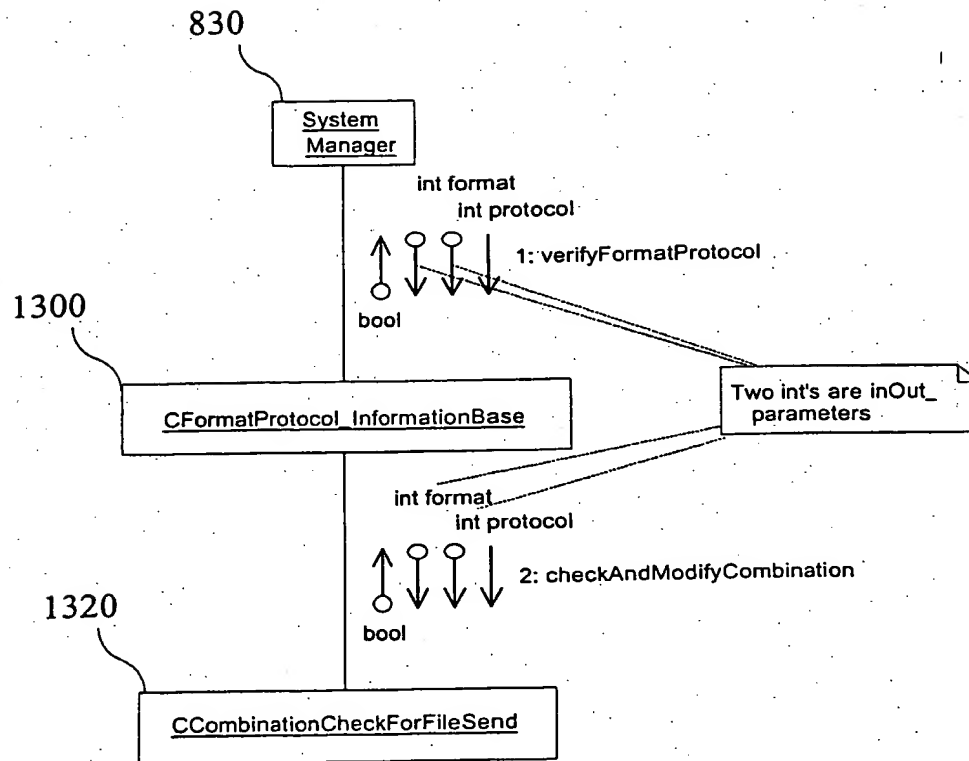 830
System
Manager
int format
int protocol
1: verifyFormatProtocol
bool
1300
CFormatProtocol_InformationBase
Two int's are inOut_
parameters
int format
int protocol
2: checkAndModifyCombination
bool
1320
CCombinationCheckForFileSend